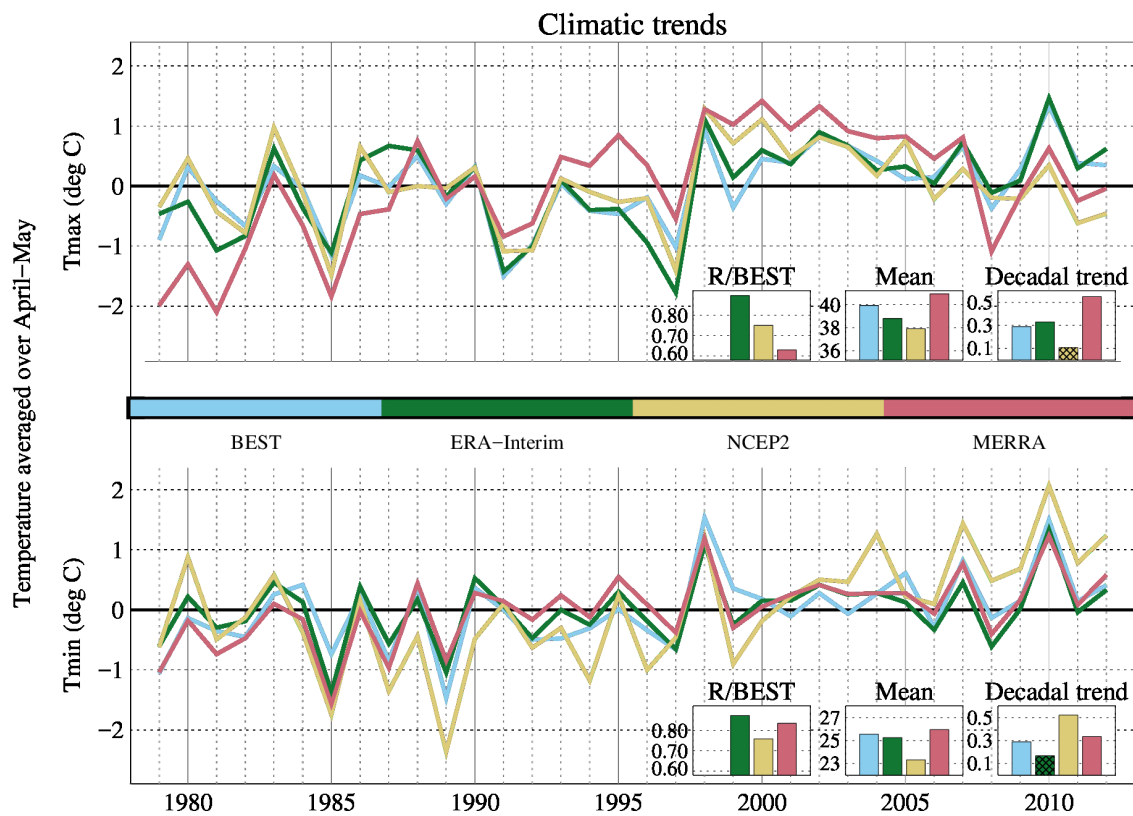 Climatic trends
Temperature averaged over April−May
Tmax (deg C)
2
1
0
−1
−2
R/BEST
0.80
0.70
0.60
Mean
40
38
36
Decadal trend
0.5
0.3
0.1
BEST
ERA−Interim
NCEP2
MERRA
Tmin (deg C)
2
1
0
−1
−2
R/BEST
0.80
0.70
0.60
Mean
27
25
23
Decadal trend
0.5
0.3
0.1
1980 1985 1990 1995 2000 2005 2010